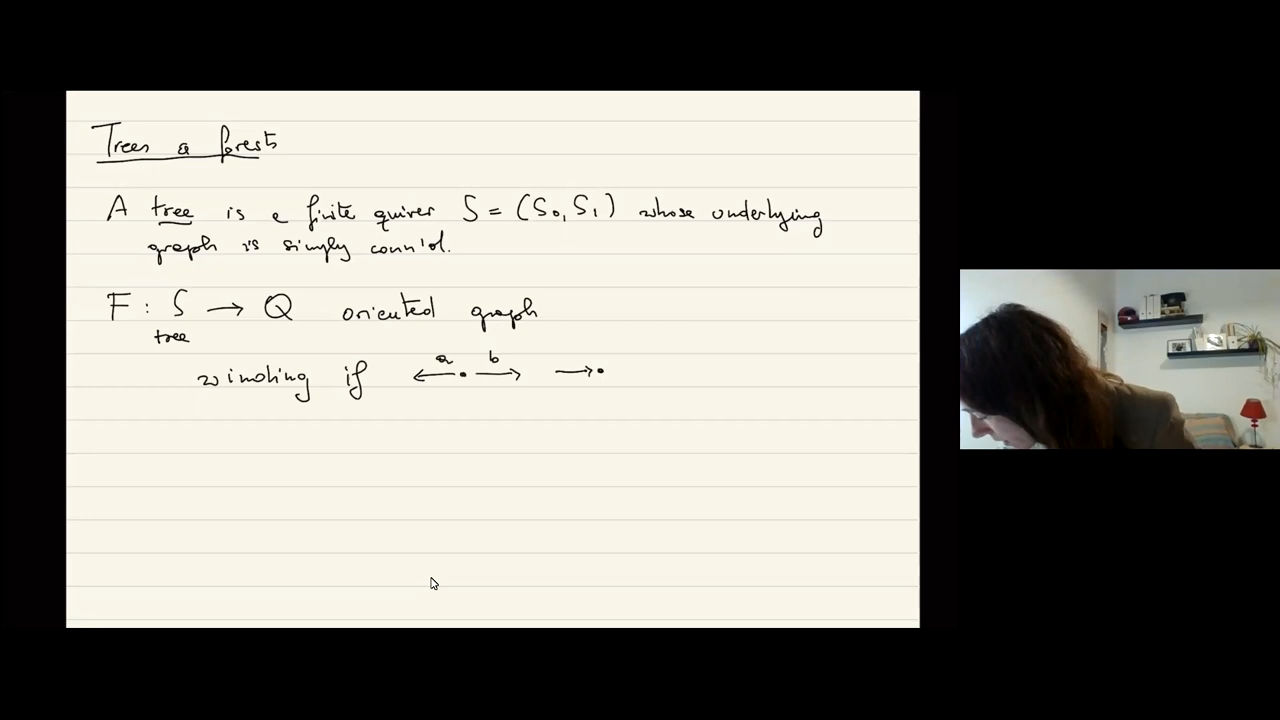 Trees & forests
A tree is a finite quiver S = (S₀, S₁) whose underlying
graph is simply conn'd.
F : S → Q oriented graph
tree
a b
winding if ← • → → •